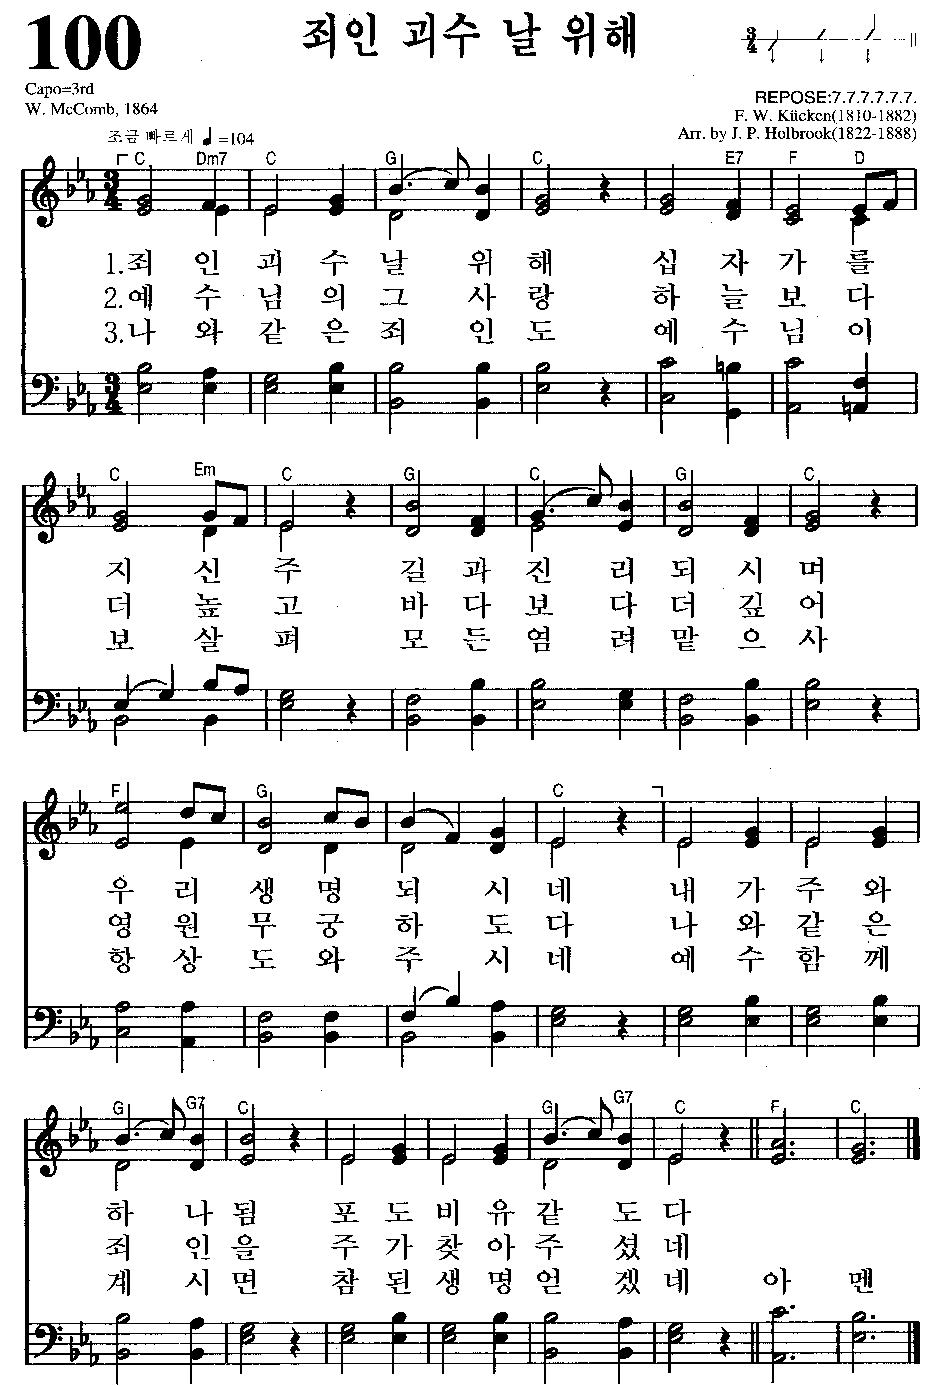 100
죄인 괴수 날 위해
3/4
Capo=3rd
W. McComb, 1864
REPOSE:7.7.7.7.7.7.
F. W. Kücken(1810-1882)
Arr. by J. P. Holbrook(1822-1888)
조금 빠르게 ♩=104
C Dm7 C G C E7 F D
1.죄 인 괴 수 날 위 해 십 자 가 를
2.예 수 님 의 그 사 랑 하 늘 보 다
3.나 와 같 은 죄 인 도 예 수 님 이
C Em C G C G C
지 신 주 길 과 진 리 되 시 며
더 높 고 바 다 보 다 더 깊 어
보 살 펴 모 든 염 려 맡 으 사
F G C
우 리 생 명 되 시 네 내 가 주 와
영 원 무 궁 하 도 다 나 와 같 은
항 상 도 와 주 시 네 예 수 함 께
G G7 C G G7 C F C
하 나 됨 포 도 비 유 같 도 다
죄 인 을 주 가 찾 아 주 셨 네
계 시 면 참 된 생 명 얻 겠 네 아 멘